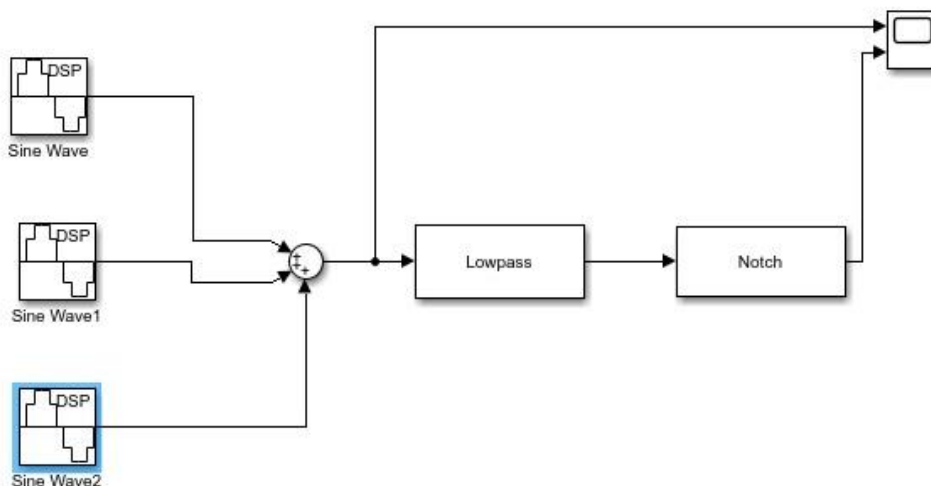 DSP
Sine Wave
DSP
Sine Wave1
+
+
+
Lowpass
Notch
DSP
Sine Wave2